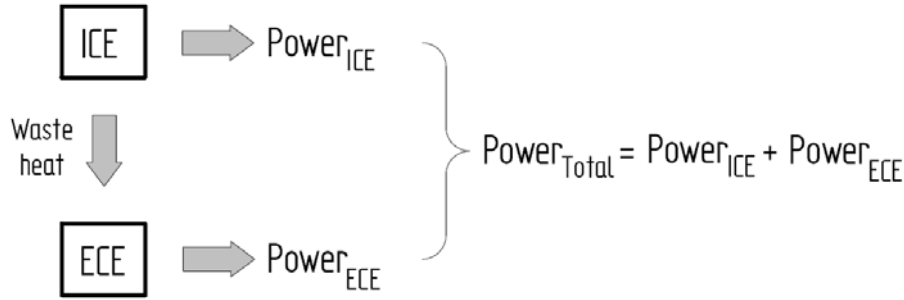 ICE
Power_ICE
Waste
heat
Power_Total = Power_ICE + Power_ECE
ECE
Power_ECE